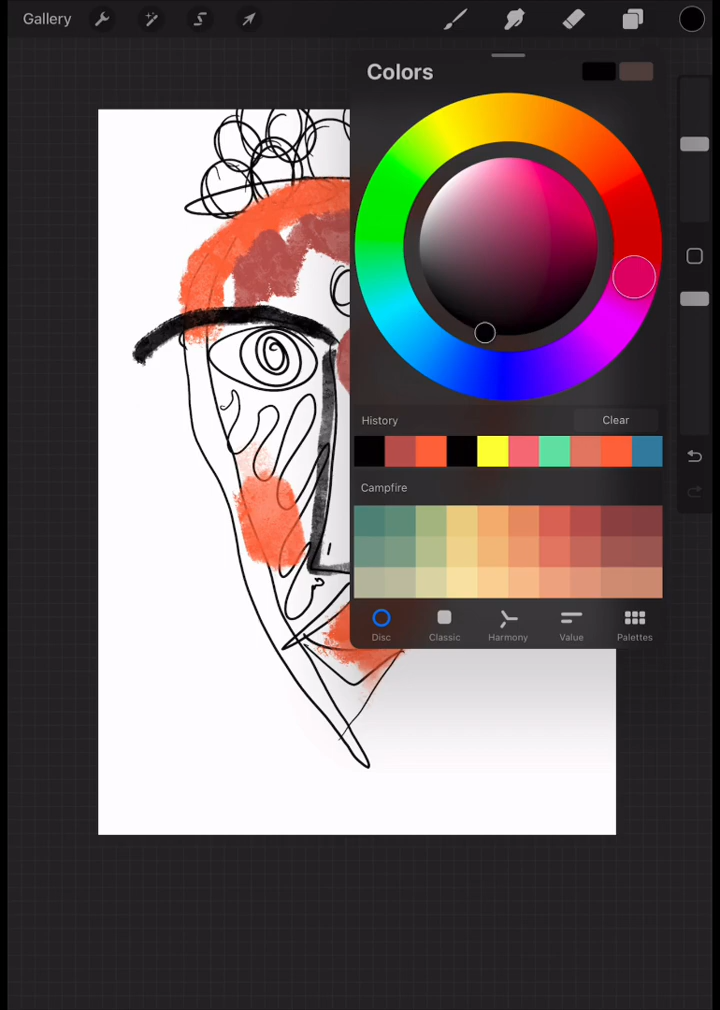 Gallery
Colors
History
Clear
Campfire
Disc
Classic
Harmony
Value
Palettes